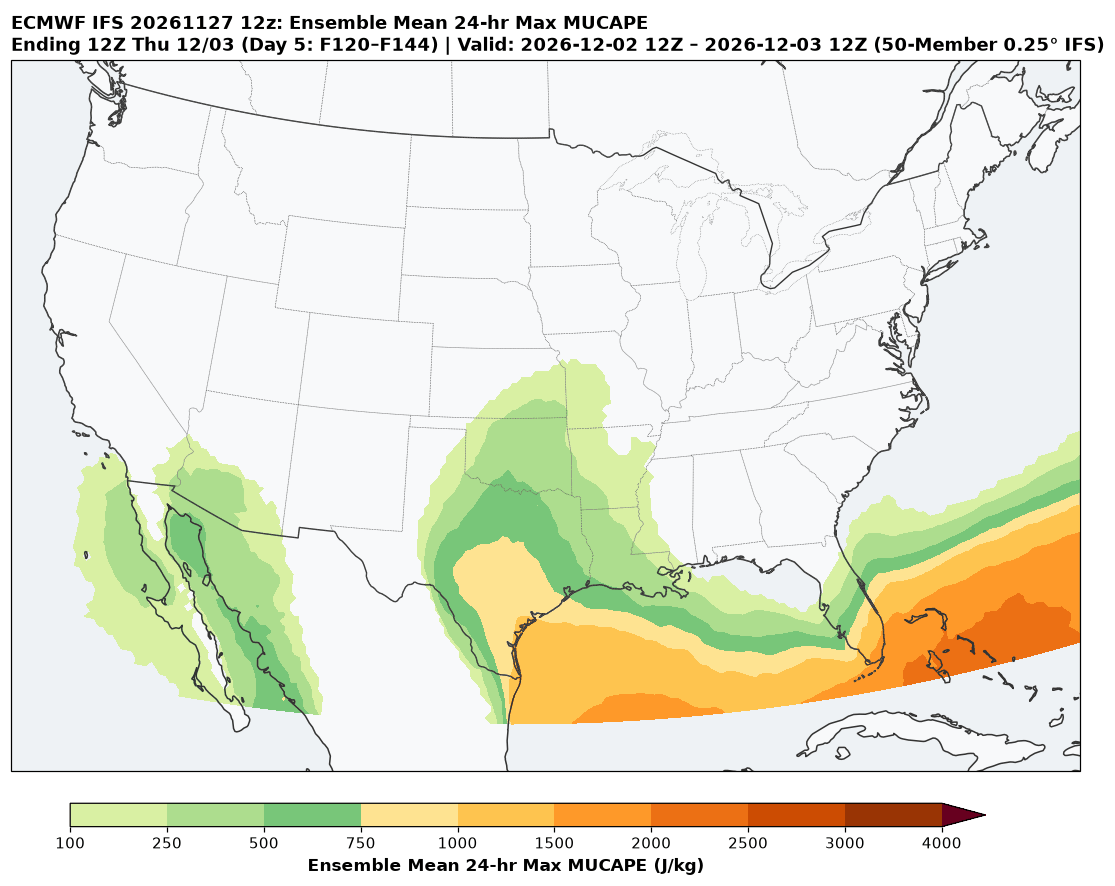 ECMWF IFS 20261127 12z: Ensemble Mean 24-hr Max MUCAPE
Ending 12Z Thu 12/03 (Day 5: F120–F144) | Valid: 2026-12-02 12Z – 2026-12-03 12Z (50-Member 0.25° IFS)
100 250 500 750 1000 1500 2000 2500 3000 4000
Ensemble Mean 24-hr Max MUCAPE (J/kg)